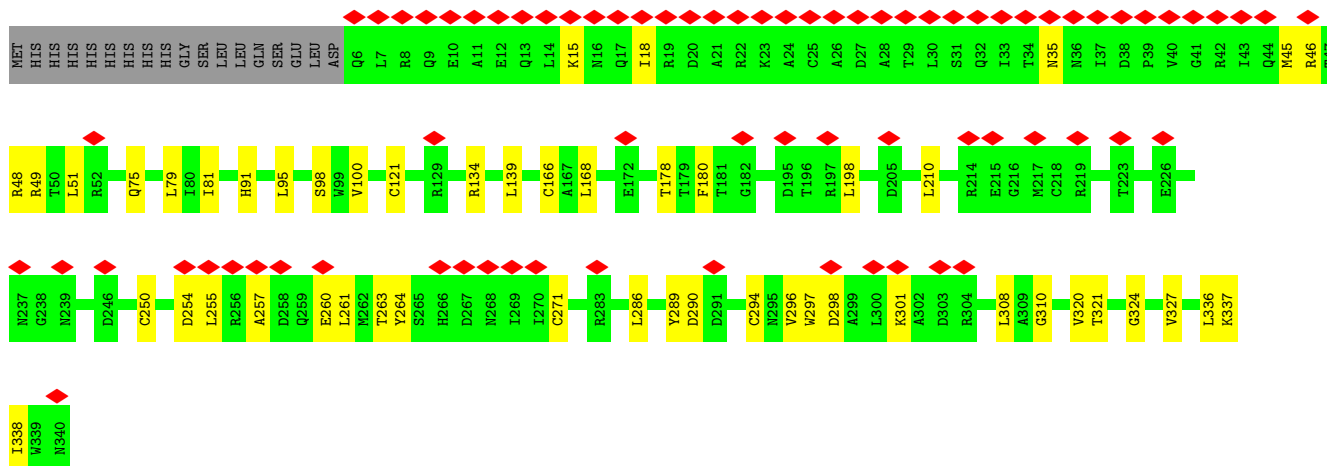 MET HIS HIS HIS HIS HIS HIS HIS HIS HIS HIS GLY SER LEU LEU GLN SER GLU LEU ASP Q6 L7 R8 Q9 E10 A11 E12 Q13 L14 K15 N16 Q17 I18 R19 D20 A21 R22 K23 A24 C25 A26 D27 A28 T29 L30 S31 Q32 I33 T34 N35 N36 I37 D38 P39 V40 G41 R42 I43 Q44 M45 R46 T47
R48 R49 T50 L51 R52 Q75 L79 I80 I81 H91 L95 S98 W99 V100 C121 R129 R134 L139 C166 A167 L168 E172 T178 T179 F180 T181 G182 D195 T196 R197 L198 D205 L210 R214 E215 G216 M217 C218 R219 T223 E226
N237 G238 N239 D246 C250 D254 L255 R256 A257 D258 Q259 E260 L261 M262 T263 Y264 S265 H266 D267 N268 I269 I270 C271 R283 L286 Y289 D290 D291 C294 N295 V296 W297 D298 A299 L300 K301 A302 D303 R304 L308 A309 G310 V320 T321 G324 V327 L336 K337
I338 W339 N340